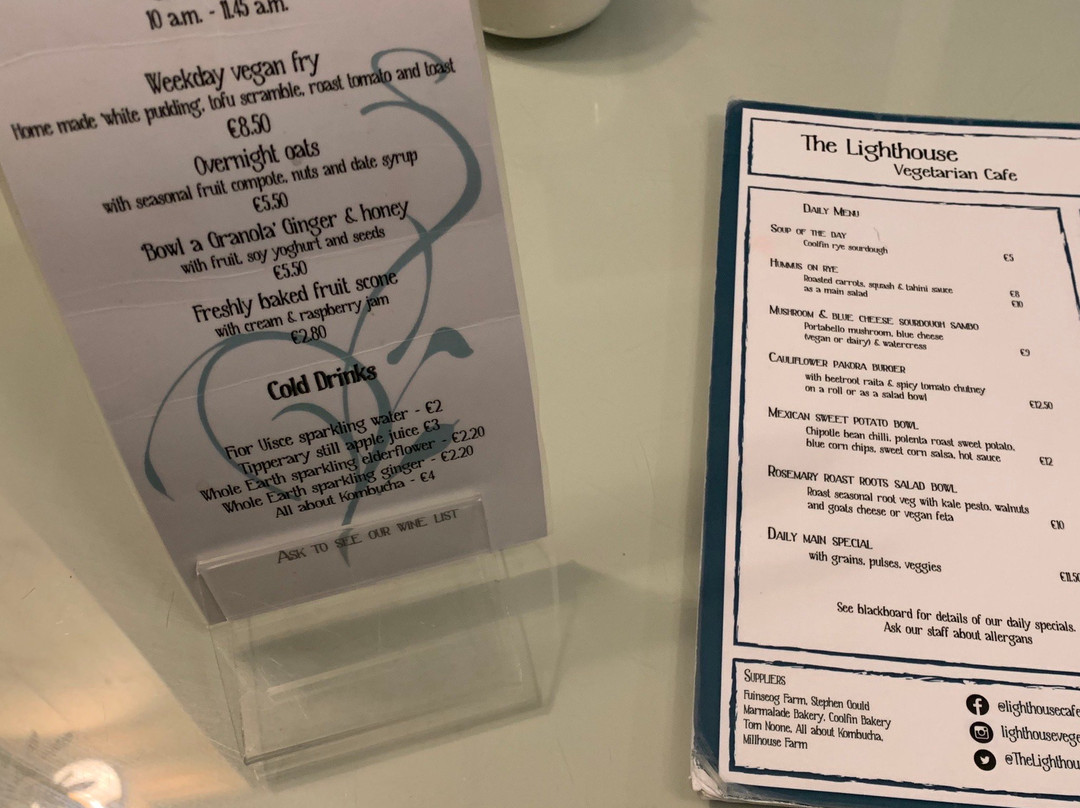 10 a.m. - 11.45 a.m.
Weekday vegan fry
Home made 'white pudding', tofu scramble, roast tomato and toast
€8.50
Overnight oats
with seasonal fruit compote, nuts and date syrup
€5.50
'Bowl a Granola' Ginger & honey
with fruit, soy yoghurt and seeds
€5.50
Freshly baked fruit scone
with cream & raspberry jam
€2.80
Cold Drinks
Fior Uisce sparkling water - €2
Tipperary still apple juice €3
Whole Earth sparkling elderflower - €2.20
Whole Earth sparkling ginger - €2.20
All about Kombucha - €4
Ask to see our wine list
The Lighthouse
Vegetarian Cafe
Daily Menu
Soup of the day
Coolfin rye sourdough €5
Hummus on rye
Roasted carrots, squash & tahini sauce €8
as a main salad €10
Mushroom & blue cheese sourdough sambo
Portabello mushroom, blue cheese
(vegan or dairy) & watercress €9
Cauliflower pakora burger
with beetroot raita & spicy tomato chutney
on a roll or as a salad bowl €12.50
Mexican sweet potato bowl
Chipotle bean chilli, polenta roast sweet potato,
blue corn chips, sweet corn salsa, hot sauce €12
Rosemary roast roots salad bowl
Roast seasonal root veg with kale pesto, walnuts
and goats cheese or vegan feta €10
Daily main special
with grains, pulses, veggies €11.50
See blackboard for details of our daily specials.
Ask our staff about allergans
Suppliers
Fuinseog Farm, Stephen Gould
Marmalade Bakery, Coolfin Bakery
Tom Noone, All about Kombucha,
Millhouse Farm
@lighthousecafe
lighthousevege
@TheLighthou